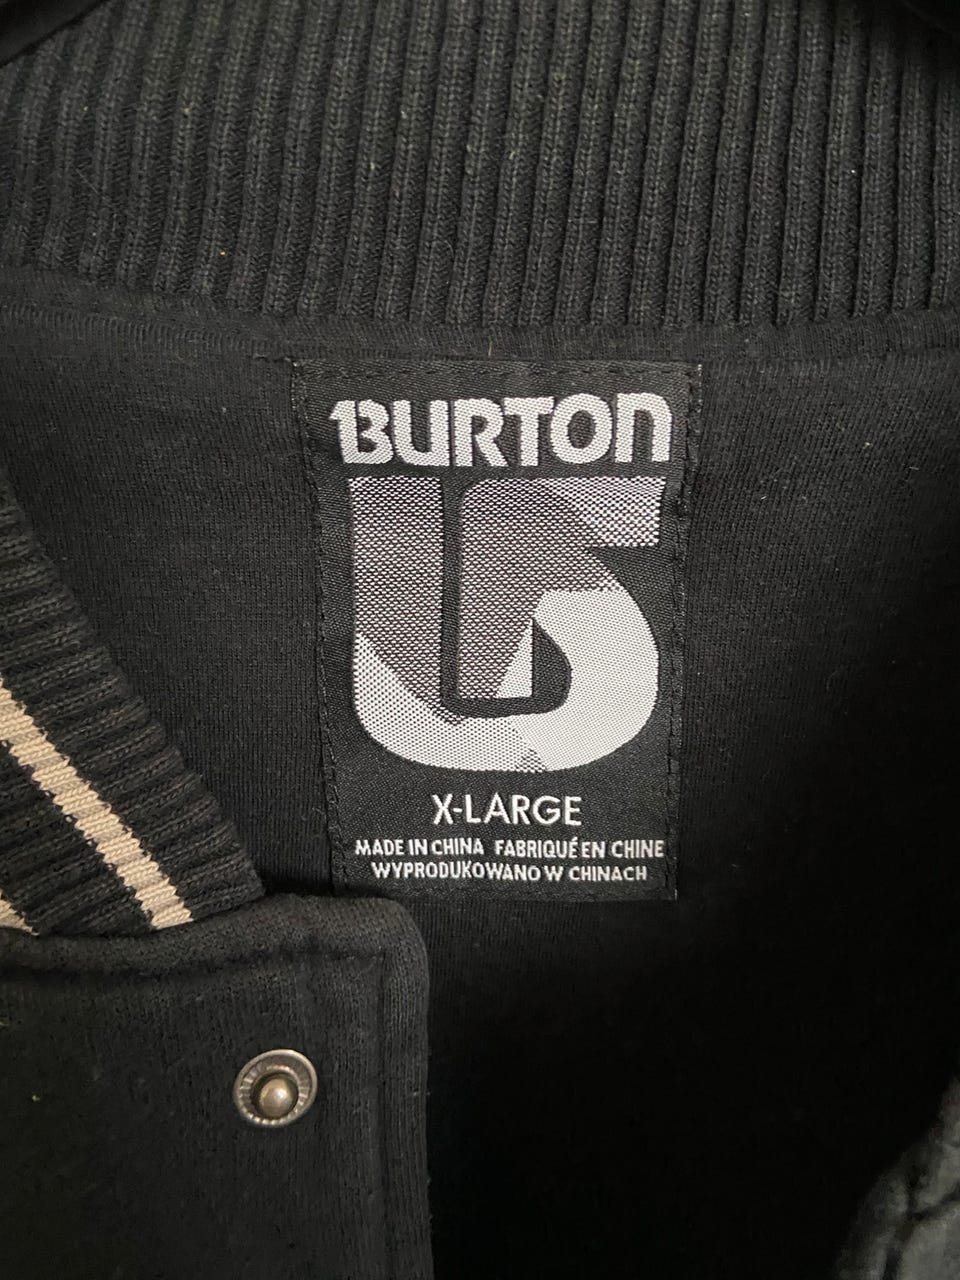 BURTON
X-LARGE
MADE IN CHINA FABRIQUÉ EN CHINE
WYPRODUKOWANO W CHINACH